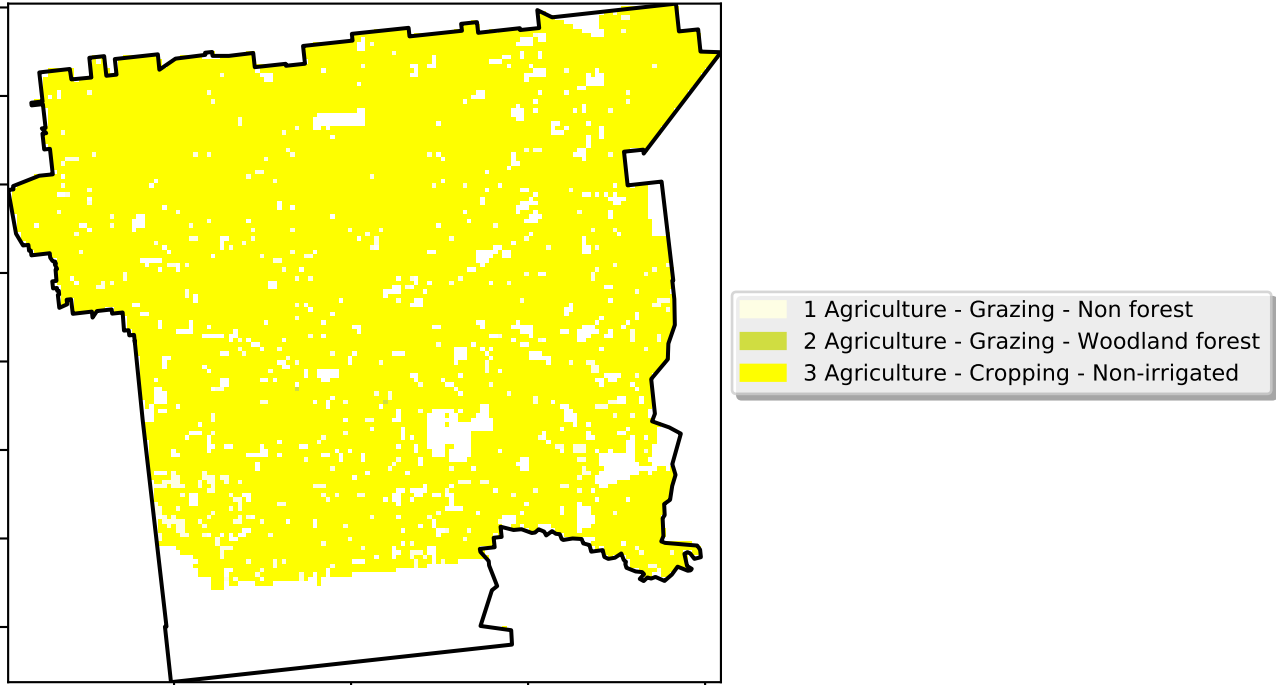 1 Agriculture - Grazing - Non forest
2 Agriculture - Grazing - Woodland forest
3 Agriculture - Cropping - Non-irrigated